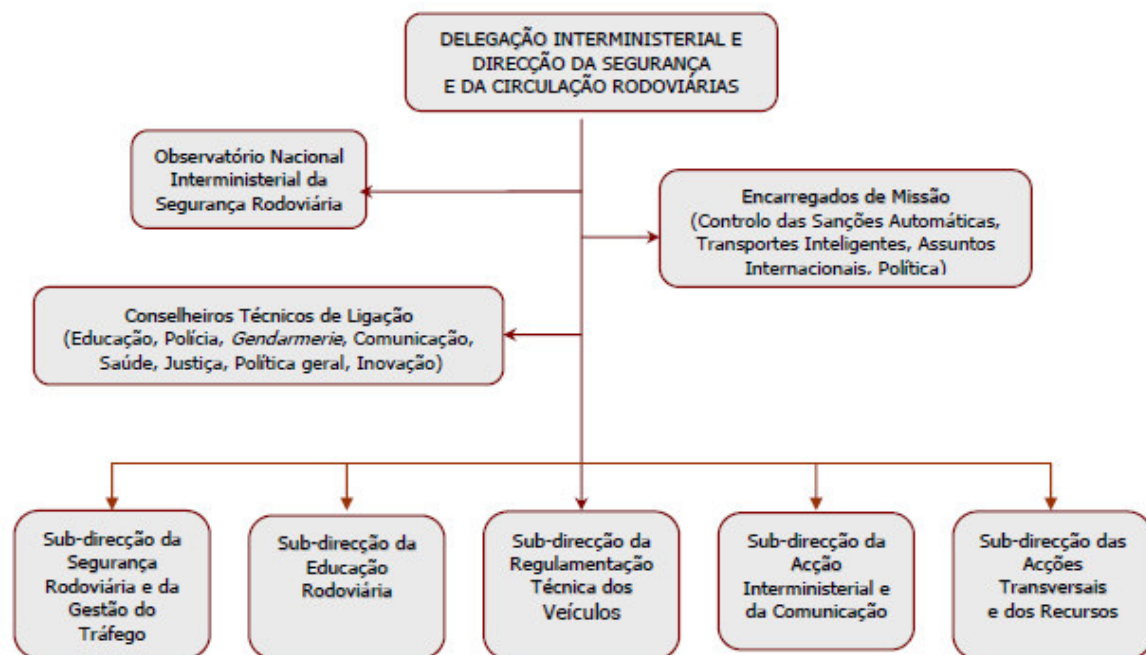 DELEGAÇÃO INTERMINISTERIAL E
DIRECÇÃO DA SEGURANÇA
E DA CIRCULAÇÃO RODOVIÁRIAS
Observatório Nacional
Interministerial da
Segurança Rodoviária
Encarregados de Missão
(Controlo das Sanções Automáticas,
Transportes Inteligentes, Assuntos
Internacionais, Política)
Conselheiros Técnicos de Ligação
(Educação, Polícia, Gendarmerie, Comunicação,
Saúde, Justiça, Política geral, Inovação)
Sub-direcção da
Segurança
Rodoviária e da
Gestão do
Tráfego
Sub-direcção da
Educação
Rodoviária
Sub-direcção da
Regulamentação
Técnica dos
Veículos
Sub-direcção da
Acção
Interministerial e
da Comunicação
Sub-direcção das
Acções
Transversais
e dos Recursos